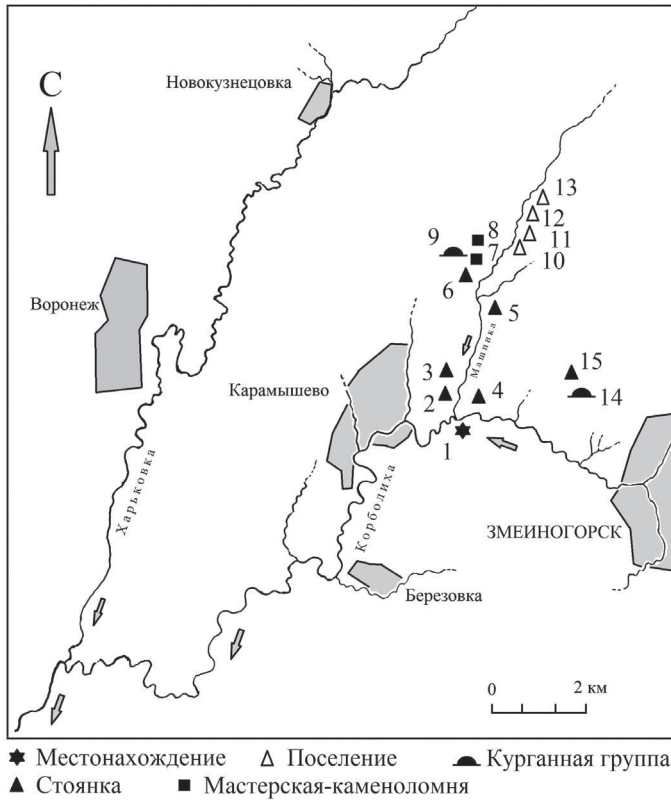 Новокузнецовка
С
13
12
8
11
9
7
10
6
Воронеж
5
Машинка
15
3
Карамышево
4
2
14
1
Харьковка
Корболиха
ЗМЕИНОГОРСК
Березовка
0 2 км
Местонахождение Поселение Курганная группа
Стоянка Мастерская-каменоломня